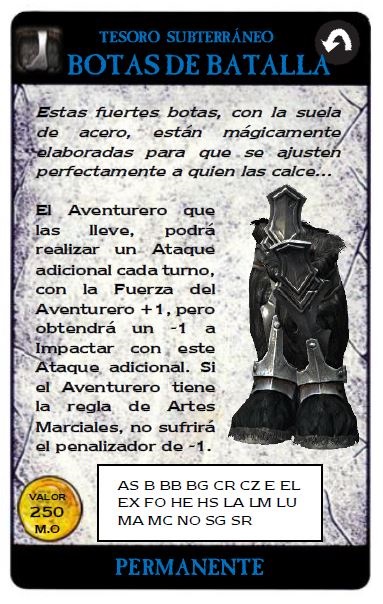 TESORO SUBTERRÁNEO
BOTAS DE BATALLA
Estas fuertes botas, con la suela
de acero, están mágicamente
elaboradas para que se ajusten
perfectamente a quien las calce...
El Aventurero que
las lleve, podrá
realizar un Ataque
adicional cada turno,
con la Fuerza del
Aventurero +1, pero
obtendrá un -1 a
Impactar con este
Ataque adicional. Si
el Aventurero tiene
la regla de Artes
Marciales, no sufrirá
el penalizador de -1.
VALOR
250
M.O
AS B BB BG CR CZ E EL
EX FO HE HS LA LM LU
MA MC NO SG SR
PERMANENTE